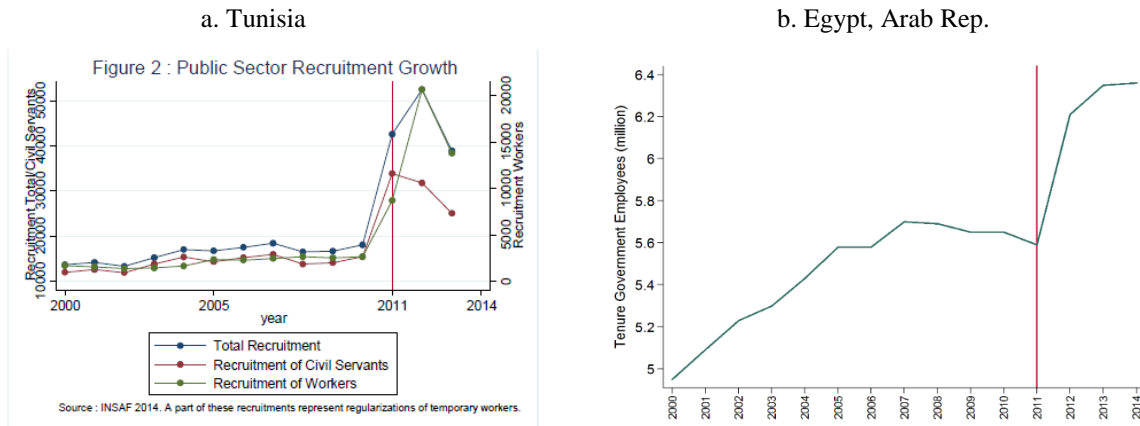 a. Tunisia
Figure 2 : Public Sector Recruitment Growth
Recruitment Total/Civil Servants
10000 20000 30000 40000 50000
Recruitment Workers
0 5000 10000 15000 20000
2000 2005 2011 2014
year
Total Recruitment
Recruitment of Civil Servants
Recruitment of Workers
Source : INSAF 2014. A part of these recruitments represent regularizations of temporary workers.
b. Egypt, Arab Rep.
Tenure Government Employees (million)
6.4
6.2
6
5.8
5.6
5.4
5.2
5
2000 2001 2002 2003 2004 2005 2006 2007 2008 2009 2010 2011 2012 2013 2014